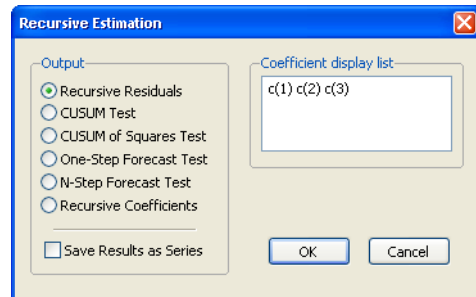 Recursive Estimation
Output
Recursive Residuals
CUSUM Test
CUSUM of Squares Test
One-Step Forecast Test
N-Step Forecast Test
Recursive Coefficients
Save Results as Series
Coefficient display list
c(1) c(2) c(3)
OK
Cancel